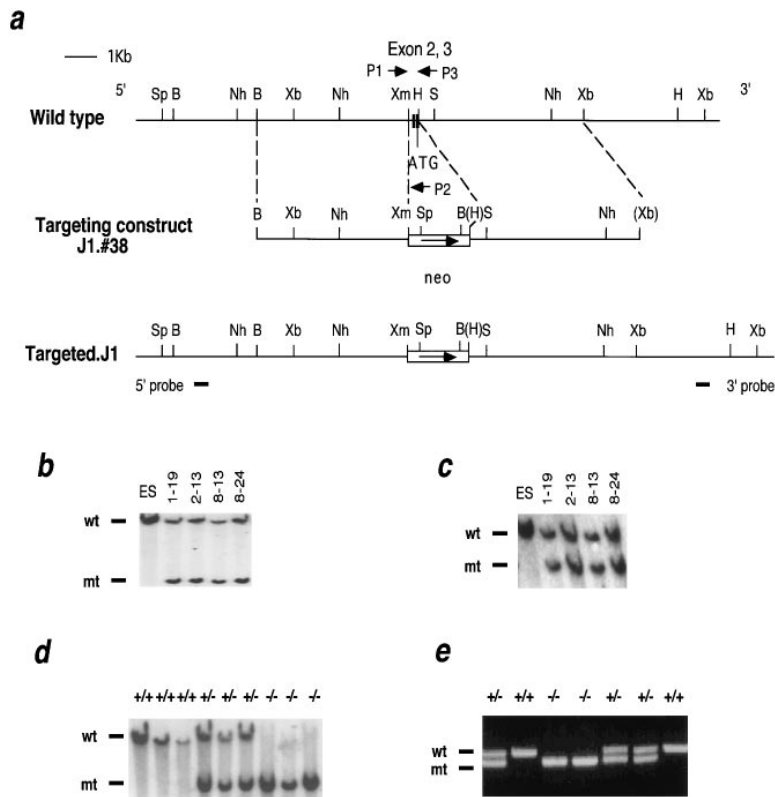 a
Exon 2, 3
1Kb
P1 P3
5' Sp B Nh B Xb Nh Xm H S Nh Xb H Xb 3'
Wild type
ATG
P2
Targeting construct
J1.#38
B Xb Nh Xm Sp B(H)S Nh (Xb)
neo
Sp B Nh B Xb Nh Xm Sp B(H)S Nh Xb H Xb
Targeted.J1
5' probe 3' probe
b
ES 1-19 2-13 8-13 8-24
wt
mt
c
ES 1-19 2-13 8-13 8-24
wt
mt
d
+/+ +/+ +/+ +/- +/- +/- -/- -/- -/-
wt
mt
e
+/- +/+ -/- -/- +/- +/- +/+
wt
mt